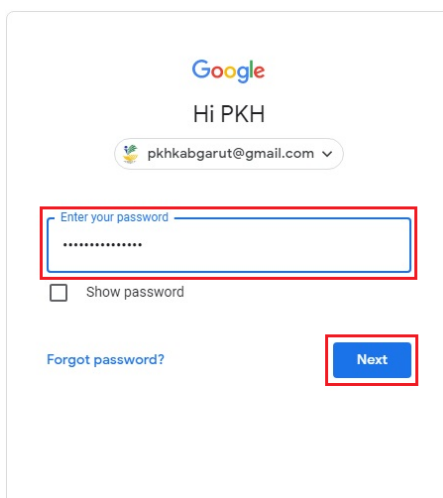 Google
Hi PKH
pkhkabgarut@gmail.com
Enter your password
•••••••••••••••
Show password
Forgot password?
Next